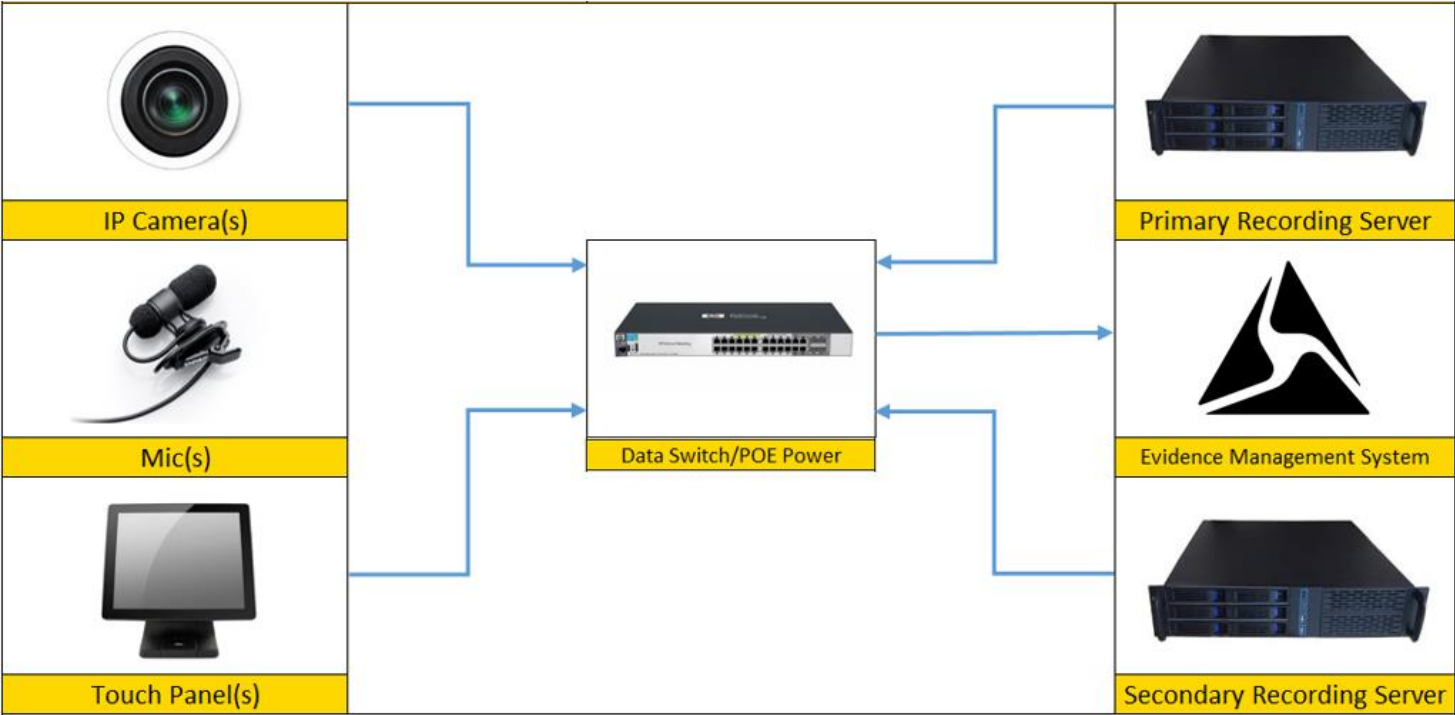 IP Camera(s)
Mic(s)
Touch Panel(s)
Data Switch/POE Power
Primary Recording Server
Evidence Management System
Secondary Recording Server